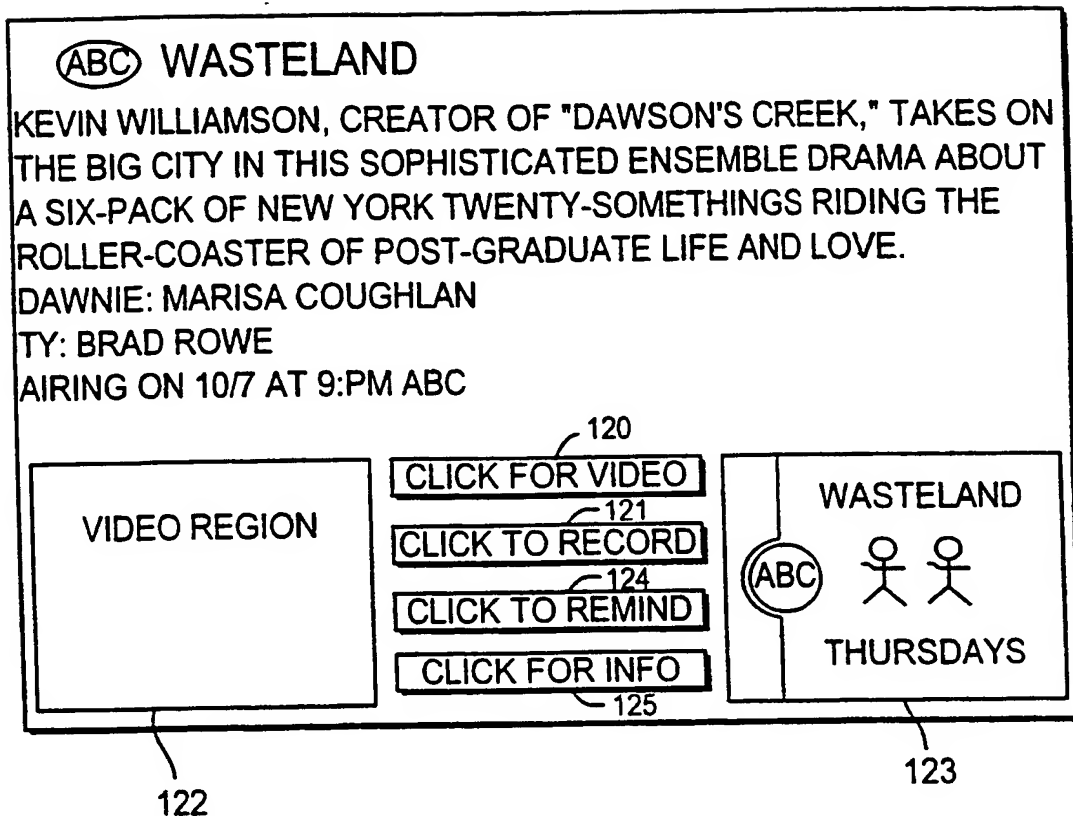 ABC WASTELAND
KEVIN WILLIAMSON, CREATOR OF "DAWSON'S CREEK," TAKES ON
THE BIG CITY IN THIS SOPHISTICATED ENSEMBLE DRAMA ABOUT
A SIX-PACK OF NEW YORK TWENTY-SOMETHINGS RIDING THE
ROLLER-COASTER OF POST-GRADUATE LIFE AND LOVE.
DAWNIE: MARISA COUGHLAN
TY: BRAD ROWE
AIRING ON 10/7 AT 9:PM ABC
VIDEO REGION
120
CLICK FOR VIDEO
121
CLICK TO RECORD
124
CLICK TO REMIND
CLICK FOR INFO
125
WASTELAND
ABC
THURSDAYS
122
123